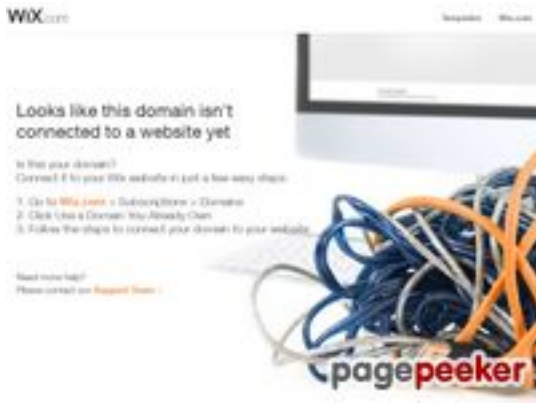 WiX.com
Templates Wix.com
Looks like this domain isn't
connected to a website yet
Is this your domain?
Connect it to your Wix website in just a few easy steps:
1. Go to Wix.com > Subscriptions > Domains
2. Click Use a Domain You Already Own
3. Follow the steps to connect your domain to your website
Need more help?
Please contact our Support Team >
pagepeeker